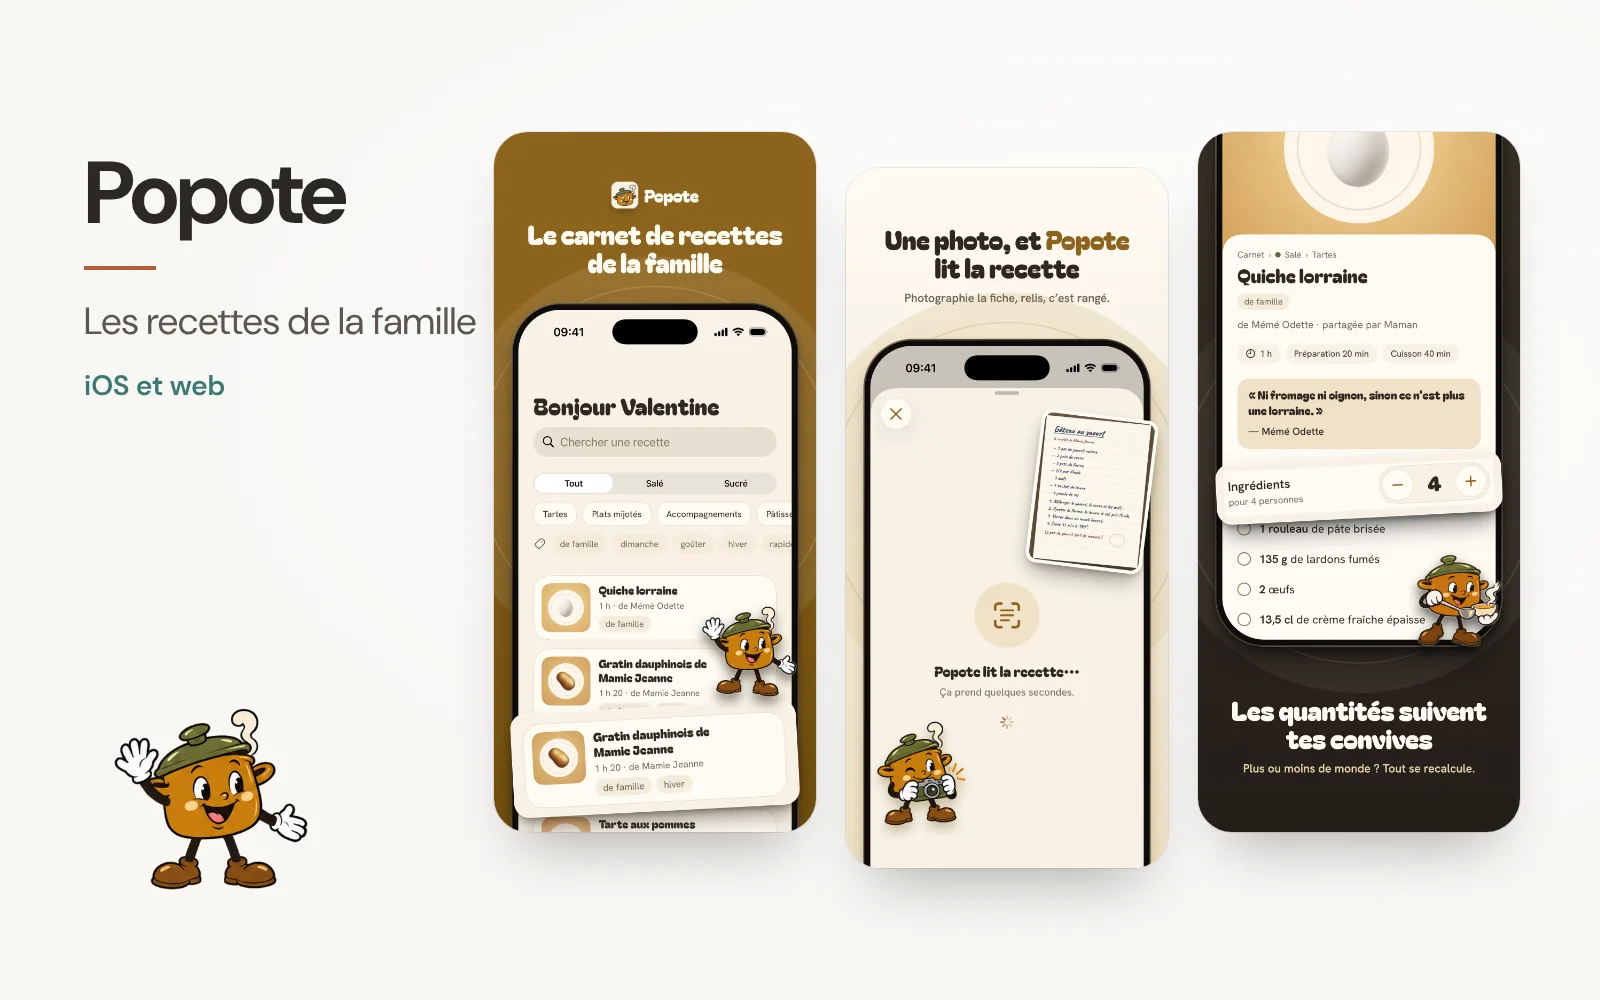 Popote
Les recettes de la famille
iOS et web
Popote
Le carnet de recettes
de la famille
09:41
Bonjour Valentine
Chercher une recette
Tout Salé Sucré
Tartes Plats mijotés Accompagnements Pâtisse
de famille dimanche goûter hiver rapide
Quiche lorraine
1 h · de Mémé Odette
de famille
Gratin dauphinois de
Mamie Jeanne
1 h 20 · de Mamie Jeanne
Gratin dauphinois de
Mamie Jeanne
1 h 20 · de Mamie Jeanne
de famille hiver
Tarte aux pommes
Une photo, et Popote
lit la recette
Photographie la fiche, relis, c’est rangé.
09:41
Gâteau au yaourt
Popote lit la recette···
Ça prend quelques secondes.
Carnet › Salé › Tartes
Quiche lorraine
de famille
de Mémé Odette · partagée par Maman
1 h Préparation 20 min Cuisson 40 min
« Ni fromage ni oignon, sinon ce n'est plus
une lorraine. »
— Mémé Odette
Ingrédients
pour 4 personnes
− 4 +
1 rouleau de pâte brisée
135 g de lardons fumés
2 œufs
13,5 cl de crème fraîche épaisse
Les quantités suivent
tes convives
Plus ou moins de monde ? Tout se recalcule.